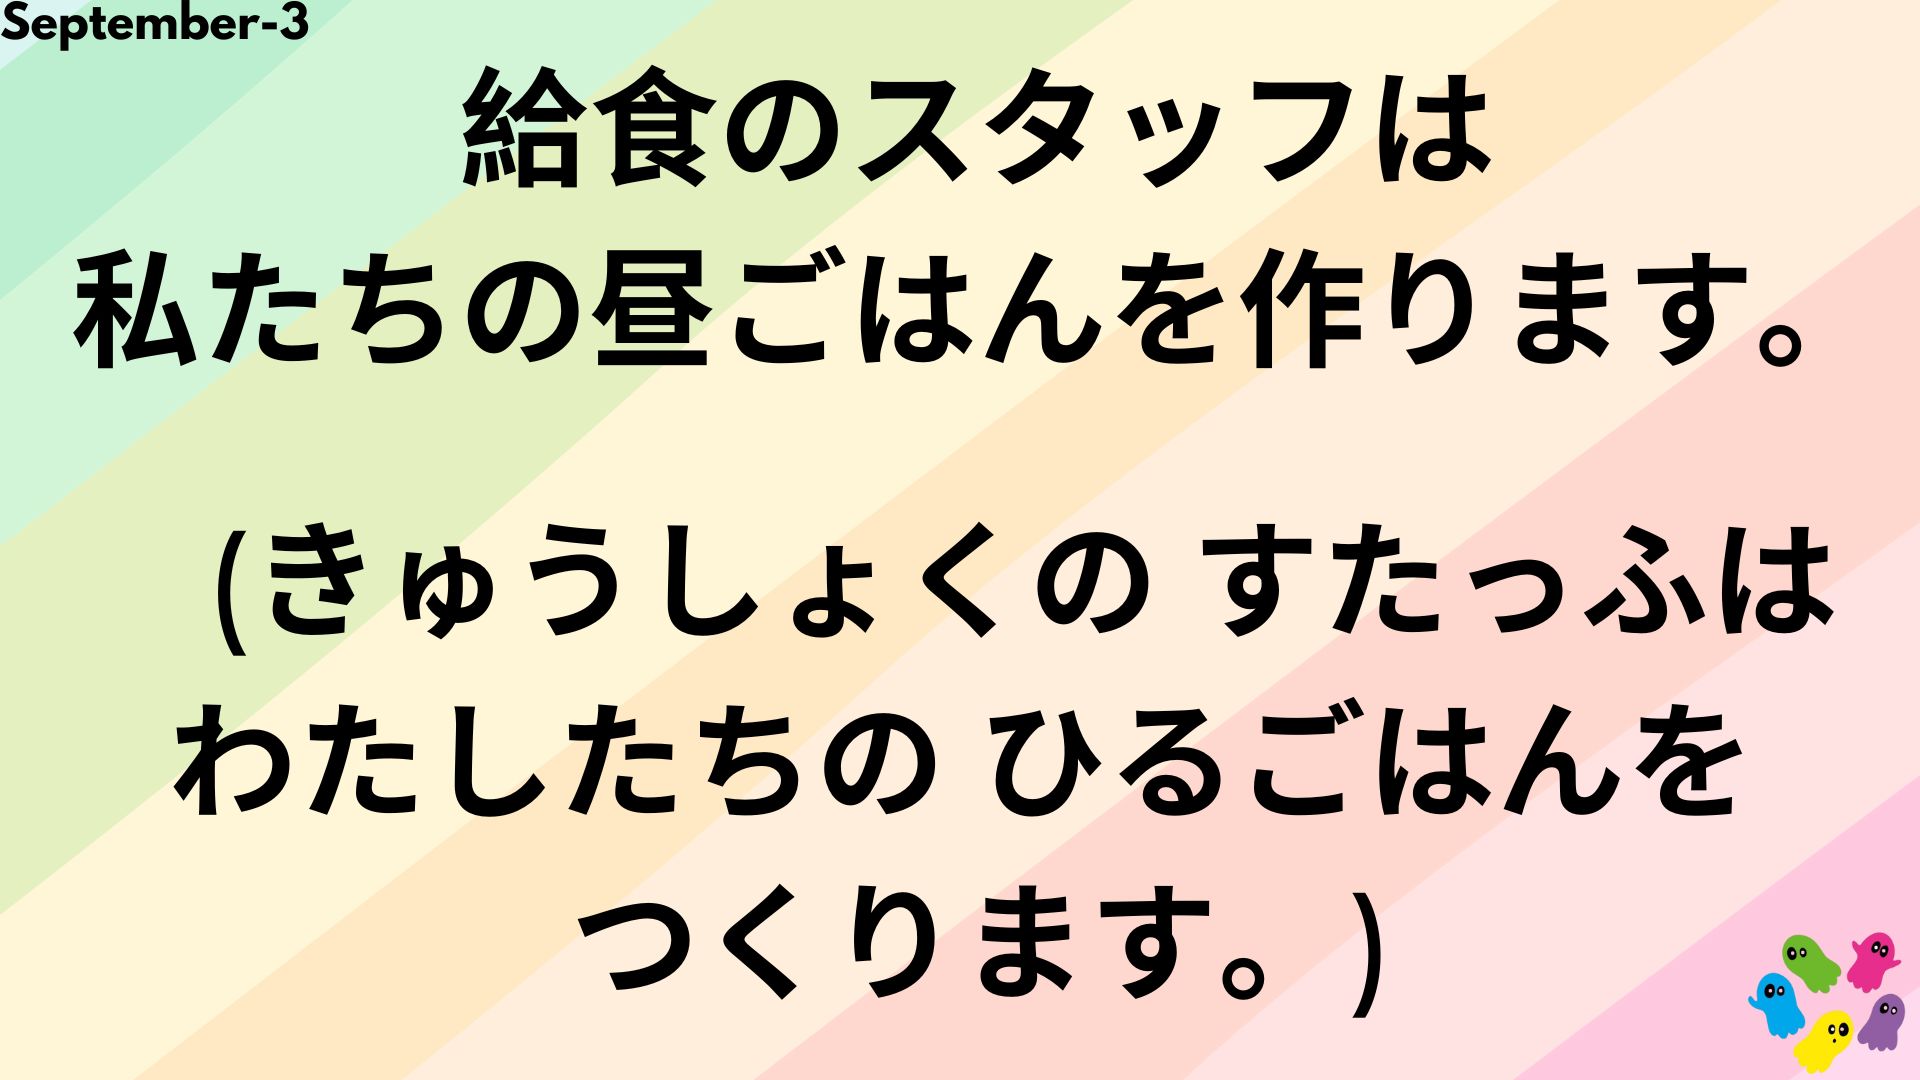 September-3
給食のスタッフは
私たちの昼ごはんを作ります。
(きゅうしょくの すたっふは
わたしたちの ひるごはんを
つくります。)